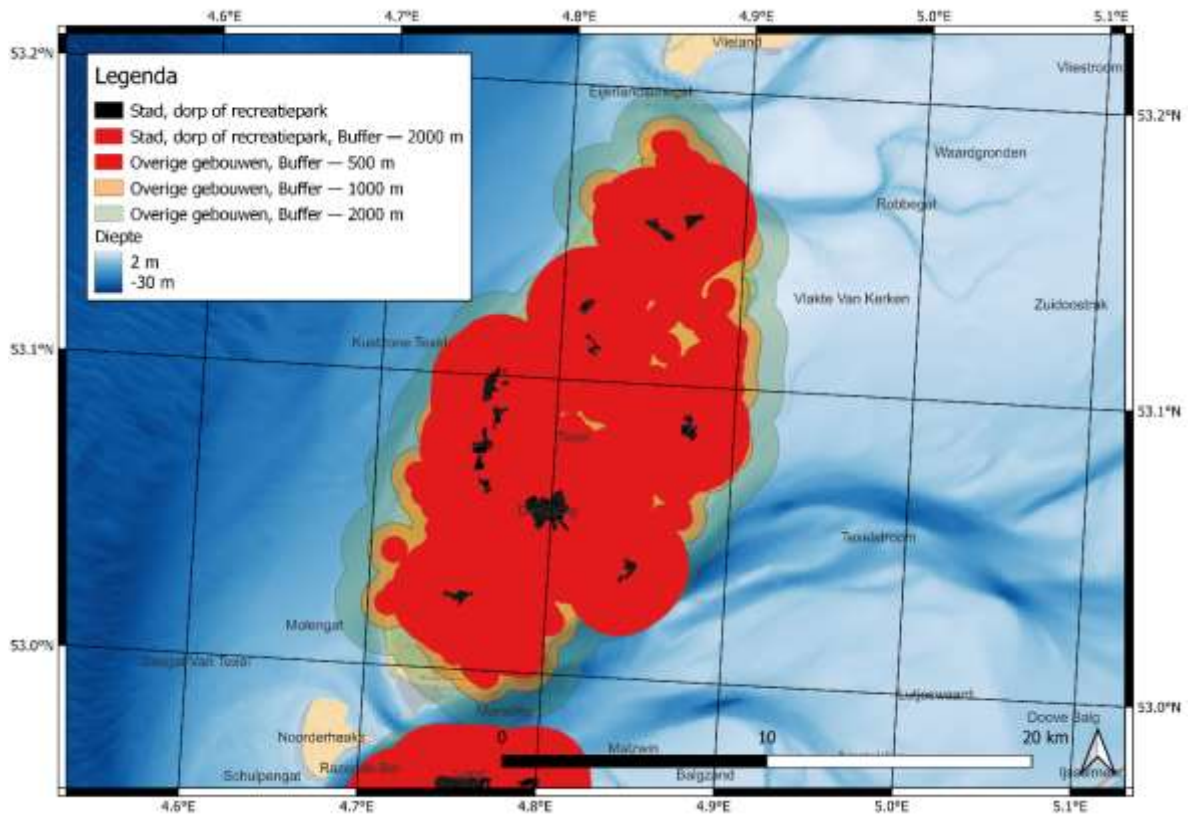 4.6°E 4.7°E 4.8°E 4.9°E 5.0°E 5.1°E
53.2°N
Vlieland
Vliestroom
Legenda
Stad, dorp of recreatiepark
Stad, dorp of recreatiepark, Buffer — 2000 m
Overige gebouwen, Buffer — 500 m
Overige gebouwen, Buffer — 1000 m
Overige gebouwen, Buffer — 2000 m
Diepte
2 m
-30 m
Eijerlandsche gat
53.2°N
Waardgronden
Robbegat
Vlakte Van Kerken
Zuidoostrak
53.1°N
Kustzone Texel
53.1°N
Texel
Texelstroom
Molengat
53.0°N
Lutjeswaard
53.0°N
Doove Balg
Noorderhaaks
0 10 20 km
Malzwin
Schulpengat
Balgzand
4.6°E 4.7°E 4.8°E 4.9°E 5.0°E 5.1°E